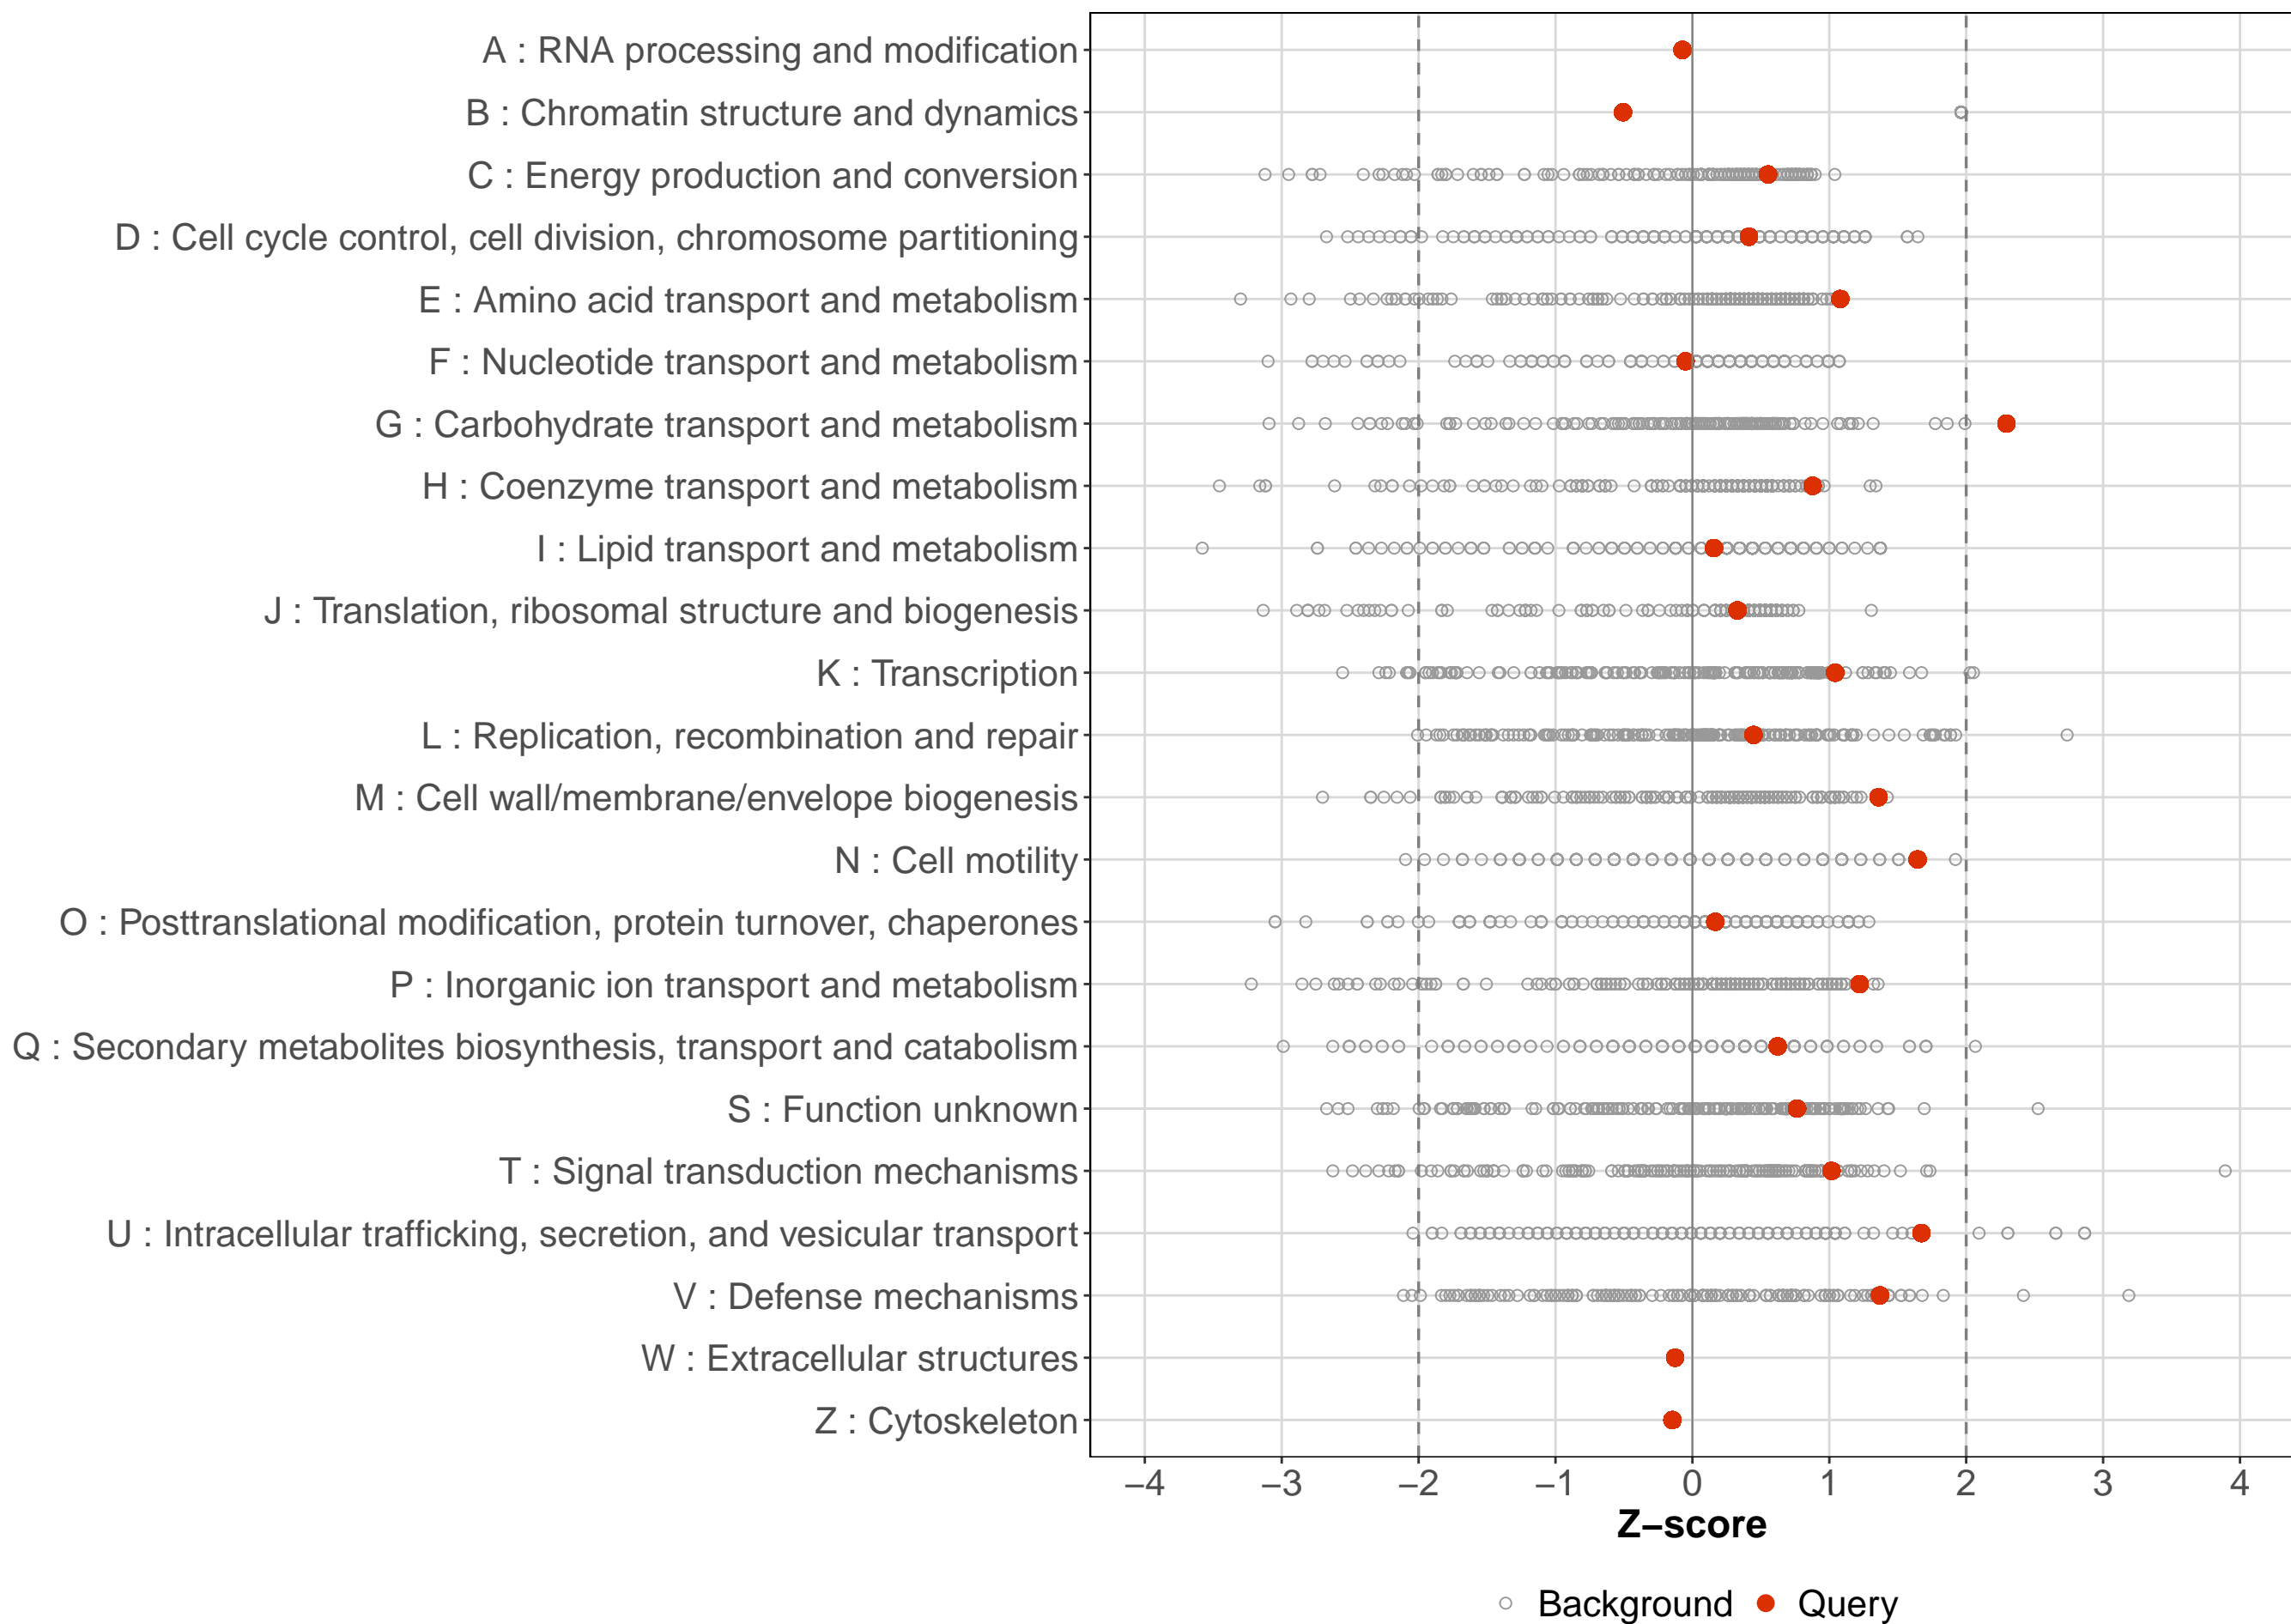 A : RNA processing and modification
B : Chromatin structure and dynamics
C : Energy production and conversion
D : Cell cycle control, cell division, chromosome partitioning
E : Amino acid transport and metabolism
F : Nucleotide transport and metabolism
G : Carbohydrate transport and metabolism
H : Coenzyme transport and metabolism
I : Lipid transport and metabolism
J : Translation, ribosomal structure and biogenesis
K : Transcription
L : Replication, recombination and repair
M : Cell wall/membrane/envelope biogenesis
N : Cell motility
O : Posttranslational modification, protein turnover, chaperones
P : Inorganic ion transport and metabolism
Q : Secondary metabolites biosynthesis, transport and catabolism
S : Function unknown
T : Signal transduction mechanisms
U : Intracellular trafficking, secretion, and vesicular transport
V : Defense mechanisms
W : Extracellular structures
Z : Cytoskeleton
−4 −3 −2 −1 0 1 2 3 4
Z−score
Background Query